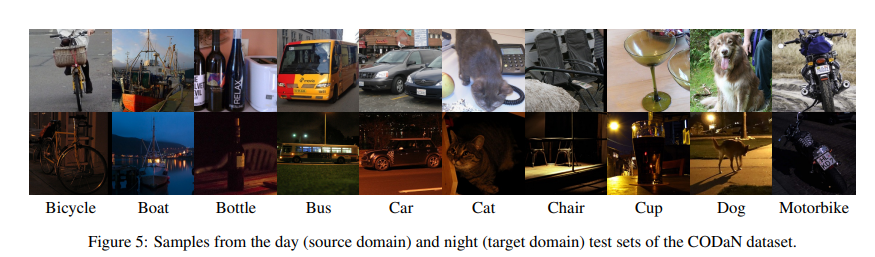 RELAX
Bicycle Boat Bottle Bus Car Cat Chair Cup Dog Motorbike
Figure 5: Samples from the day (source domain) and night (target domain) test sets of the CODaN dataset.